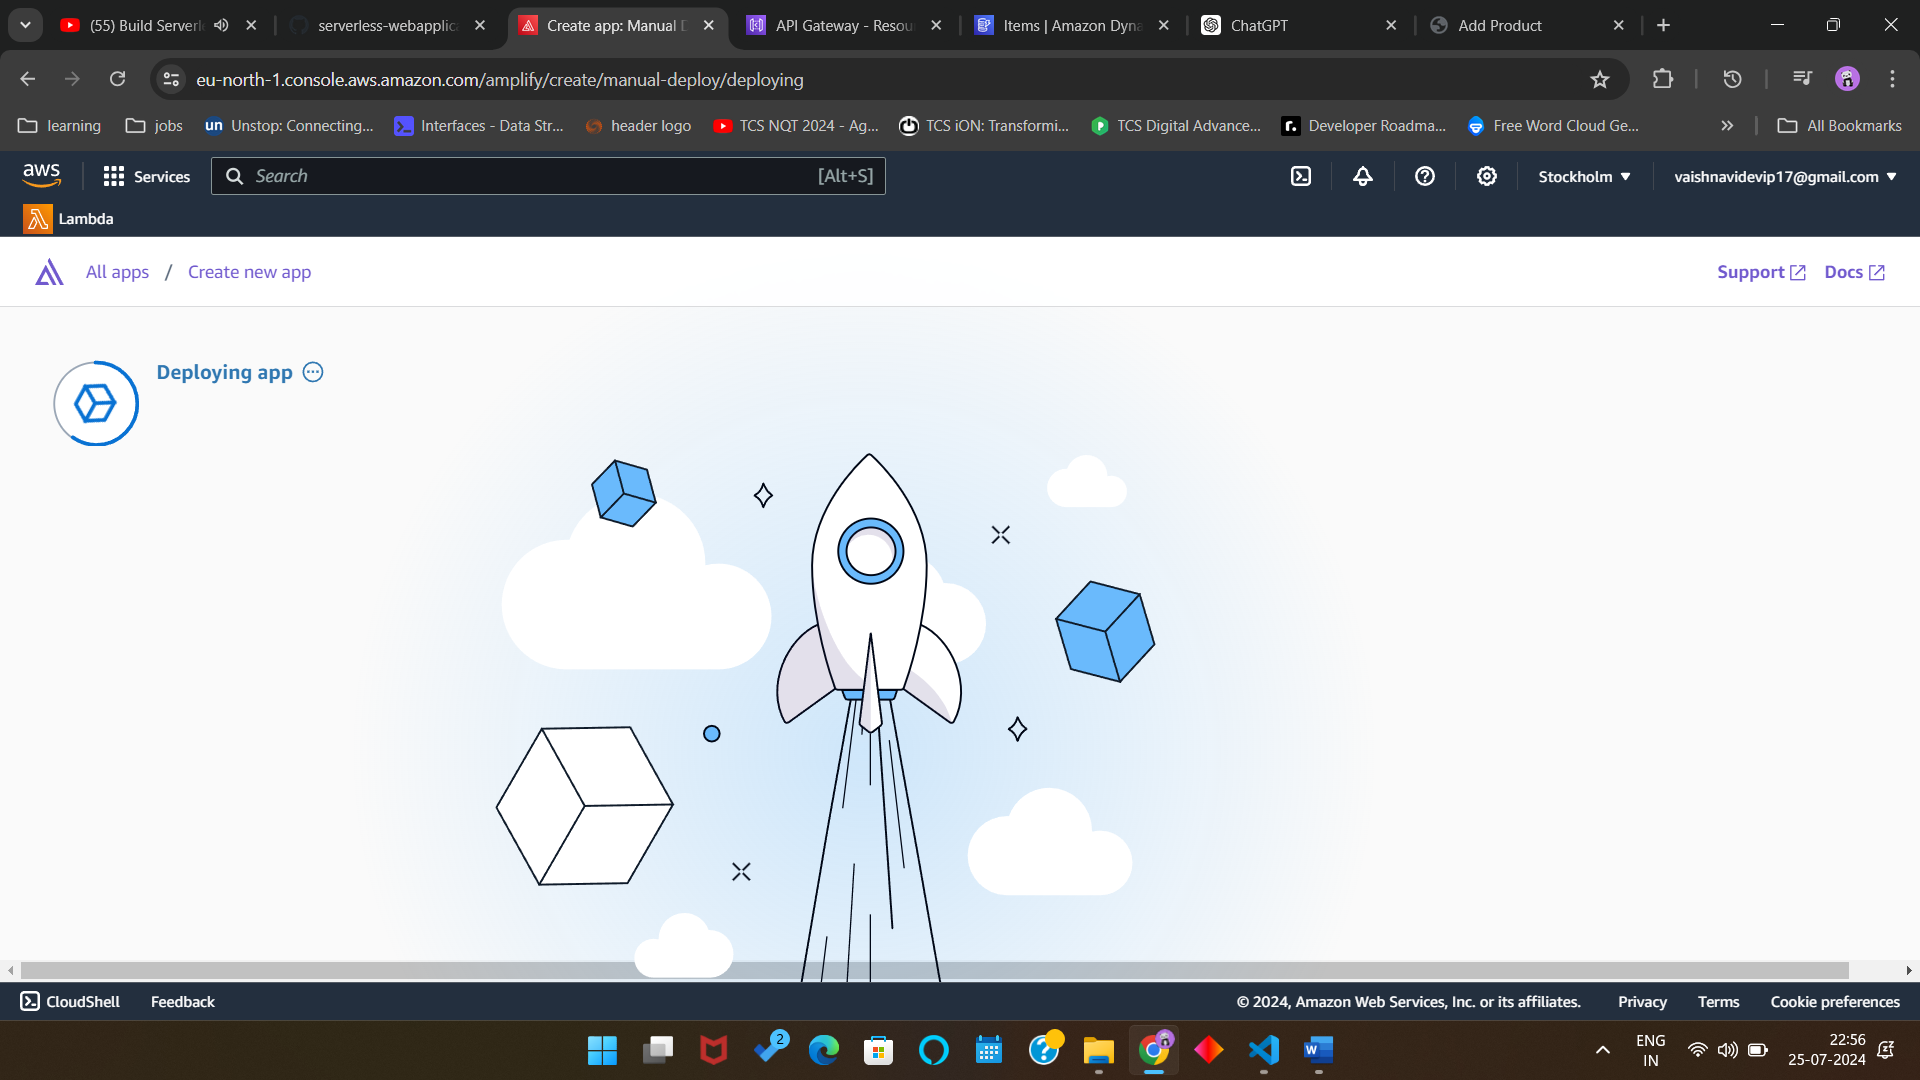 (55) Build Serverle
serverless-webapplica
Create app: Manual D
API Gateway - Resou
Items | Amazon Dyna
ChatGPT
Add Product
eu-north-1.console.aws.amazon.com/amplify/create/manual-deploy/deploying
learning
jobs
un Unstop: Connecting...
Interfaces - Data Str...
header logo
TCS NQT 2024 - Ag...
TCS iON: Transformi...
TCS Digital Advance...
r. Developer Roadma...
Free Word Cloud Ge...
All Bookmarks
aws
Services
Search
[Alt+S]
Stockholm
vaishnavidevip17@gmail.com
Lambda
All apps / Create new app
Support
Docs
Deploying app
CloudShell
Feedback
© 2024, Amazon Web Services, Inc. or its affiliates.
Privacy
Terms
Cookie preferences
2
W
ENG
IN
22:56
25-07-2024